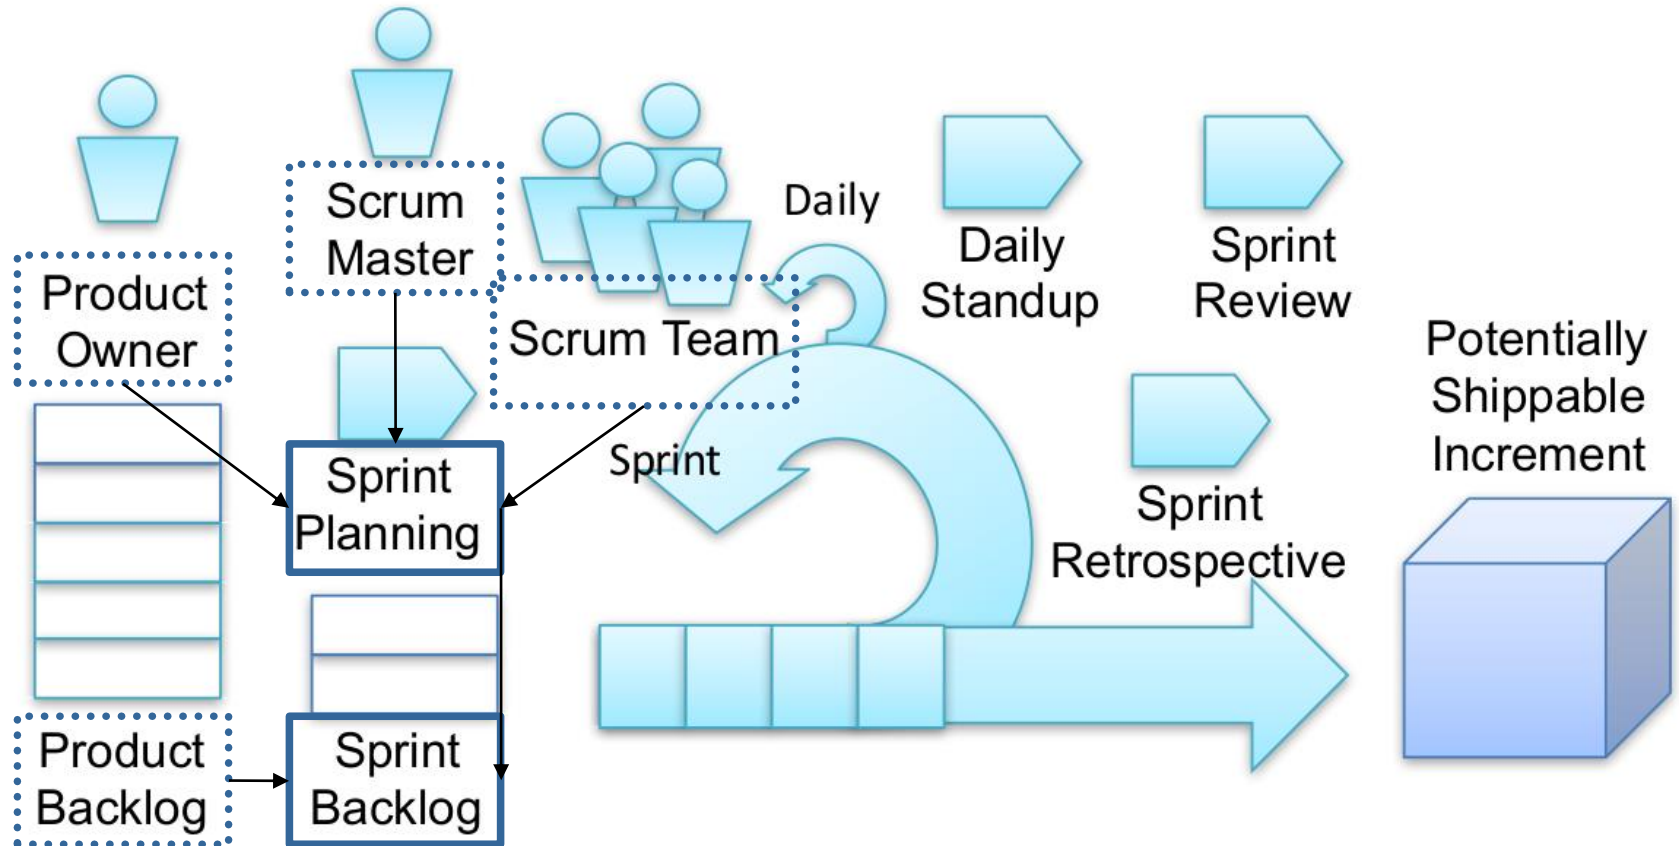 Product
Owner
Scrum
Master
Scrum Team
Daily
Daily
Standup
Sprint
Review
Sprint
Planning
Sprint
Sprint
Retrospective
Potentially
Shippable
Increment
Product
Backlog
Sprint
Backlog